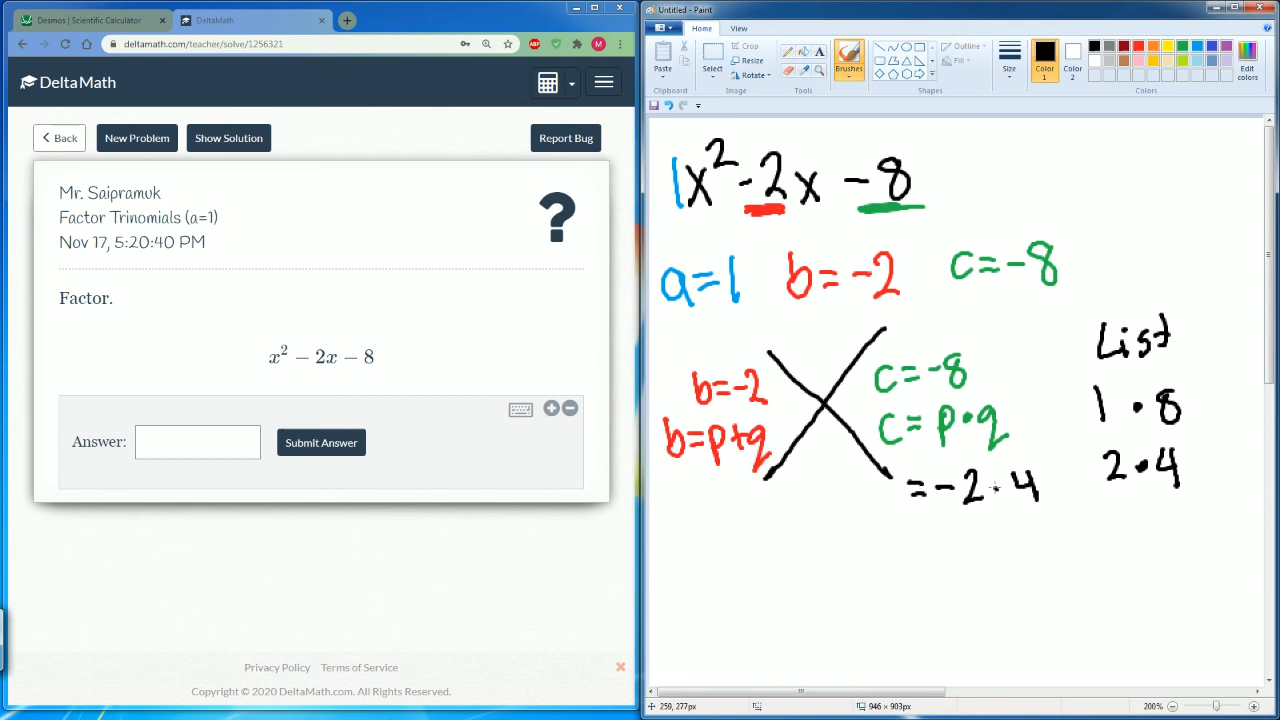 Desmos | Scientific Calculator
DeltaMath
deltamath.com/teacher/solve/1256321
ABP
M
DeltaMath
Back
New Problem
Show Solution
Report Bug
Mr. Saipramuk
Factor Trinomials (a=1)
Nov 17, 5:20:40 PM
?
Factor.
x² − 2x − 8
Answer:
Submit Answer
Privacy Policy
Terms of Service
Copyright © 2020 DeltaMath.com. All Rights Reserved.
Untitled - Paint
Home
View
Paste
Select
Crop
Resize
Rotate
Brushes
Outline
Fill
Size
Color 1
Color 2
Edit colors
Clipboard
Image
Tools
Shapes
Colors
1x² -2x -8
a=1 b=-2 c=-8
List
b=-2 c=-8
1 • 8
b=p+q c=p•q
2 • 4
=-2·4
259, 277px
946 × 903px
200%